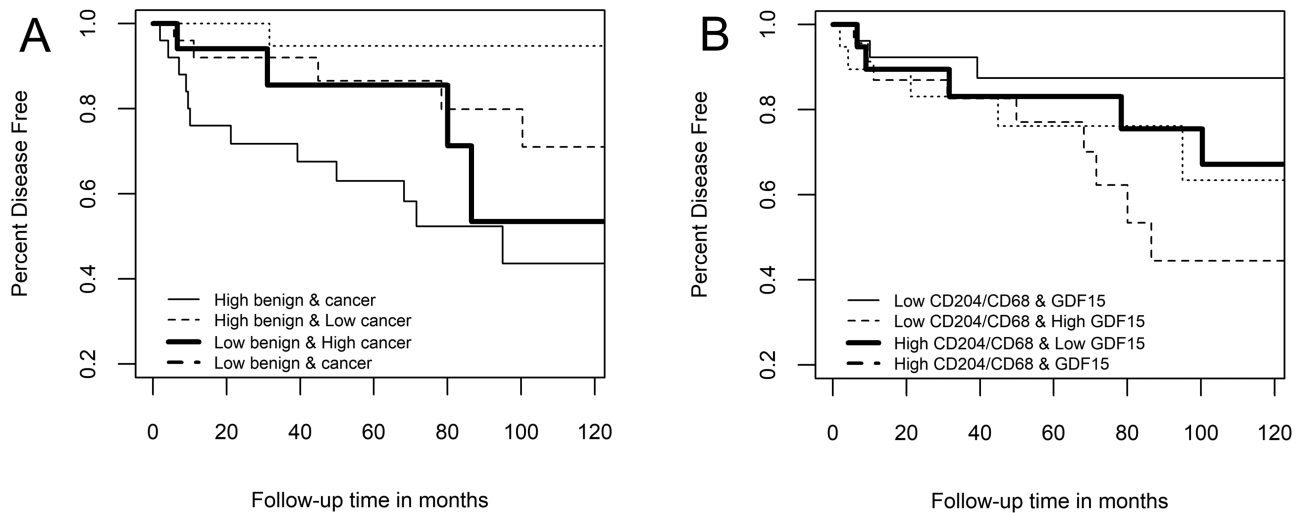 A
Percent Disease Free
1.0
0.8
0.6
0.4
0.2
High benign & cancer
High benign & Low cancer
Low benign & High cancer
Low benign & cancer
0 20 40 60 80 100 120
Follow-up time in months
B
Percent Disease Free
1.0
0.8
0.6
0.4
0.2
Low CD204/CD68 & GDF15
Low CD204/CD68 & High GDF15
High CD204/CD68 & Low GDF15
High CD204/CD68 & GDF15
0 20 40 60 80 100 120
Follow-up time in months